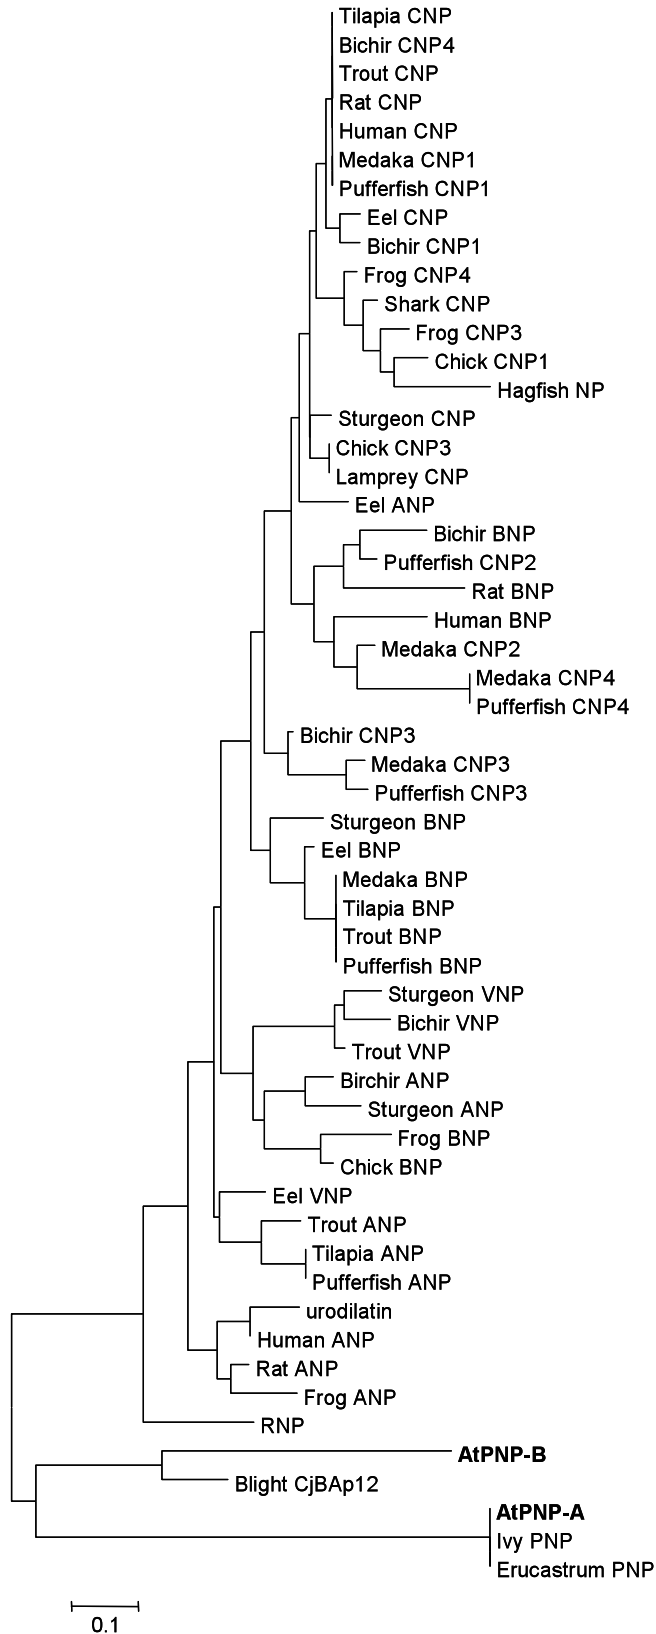 Tilapia CNP
Bichir CNP4
Trout CNP
Rat CNP
Human CNP
Medaka CNP1
Pufferfish CNP1
Eel CNP
Bichir CNP1
Frog CNP4
Shark CNP
Frog CNP3
Chick CNP1
Hagfish NP
Sturgeon CNP
Chick CNP3
Lamprey CNP
Eel ANP
Bichir BNP
Pufferfish CNP2
Rat BNP
Human BNP
Medaka CNP2
Medaka CNP4
Pufferfish CNP4
Bichir CNP3
Medaka CNP3
Pufferfish CNP3
Sturgeon BNP
Eel BNP
Medaka BNP
Tilapia BNP
Trout BNP
Pufferfish BNP
Sturgeon VNP
Bichir VNP
Trout VNP
Birchir ANP
Sturgeon ANP
Frog BNP
Chick BNP
Eel VNP
Trout ANP
Tilapia ANP
Pufferfish ANP
urodilatin
Human ANP
Rat ANP
Frog ANP
RNP
AtPNP-B
Blight CjBAp12
AtPNP-A
Ivy PNP
Erucastrum PNP
0.1